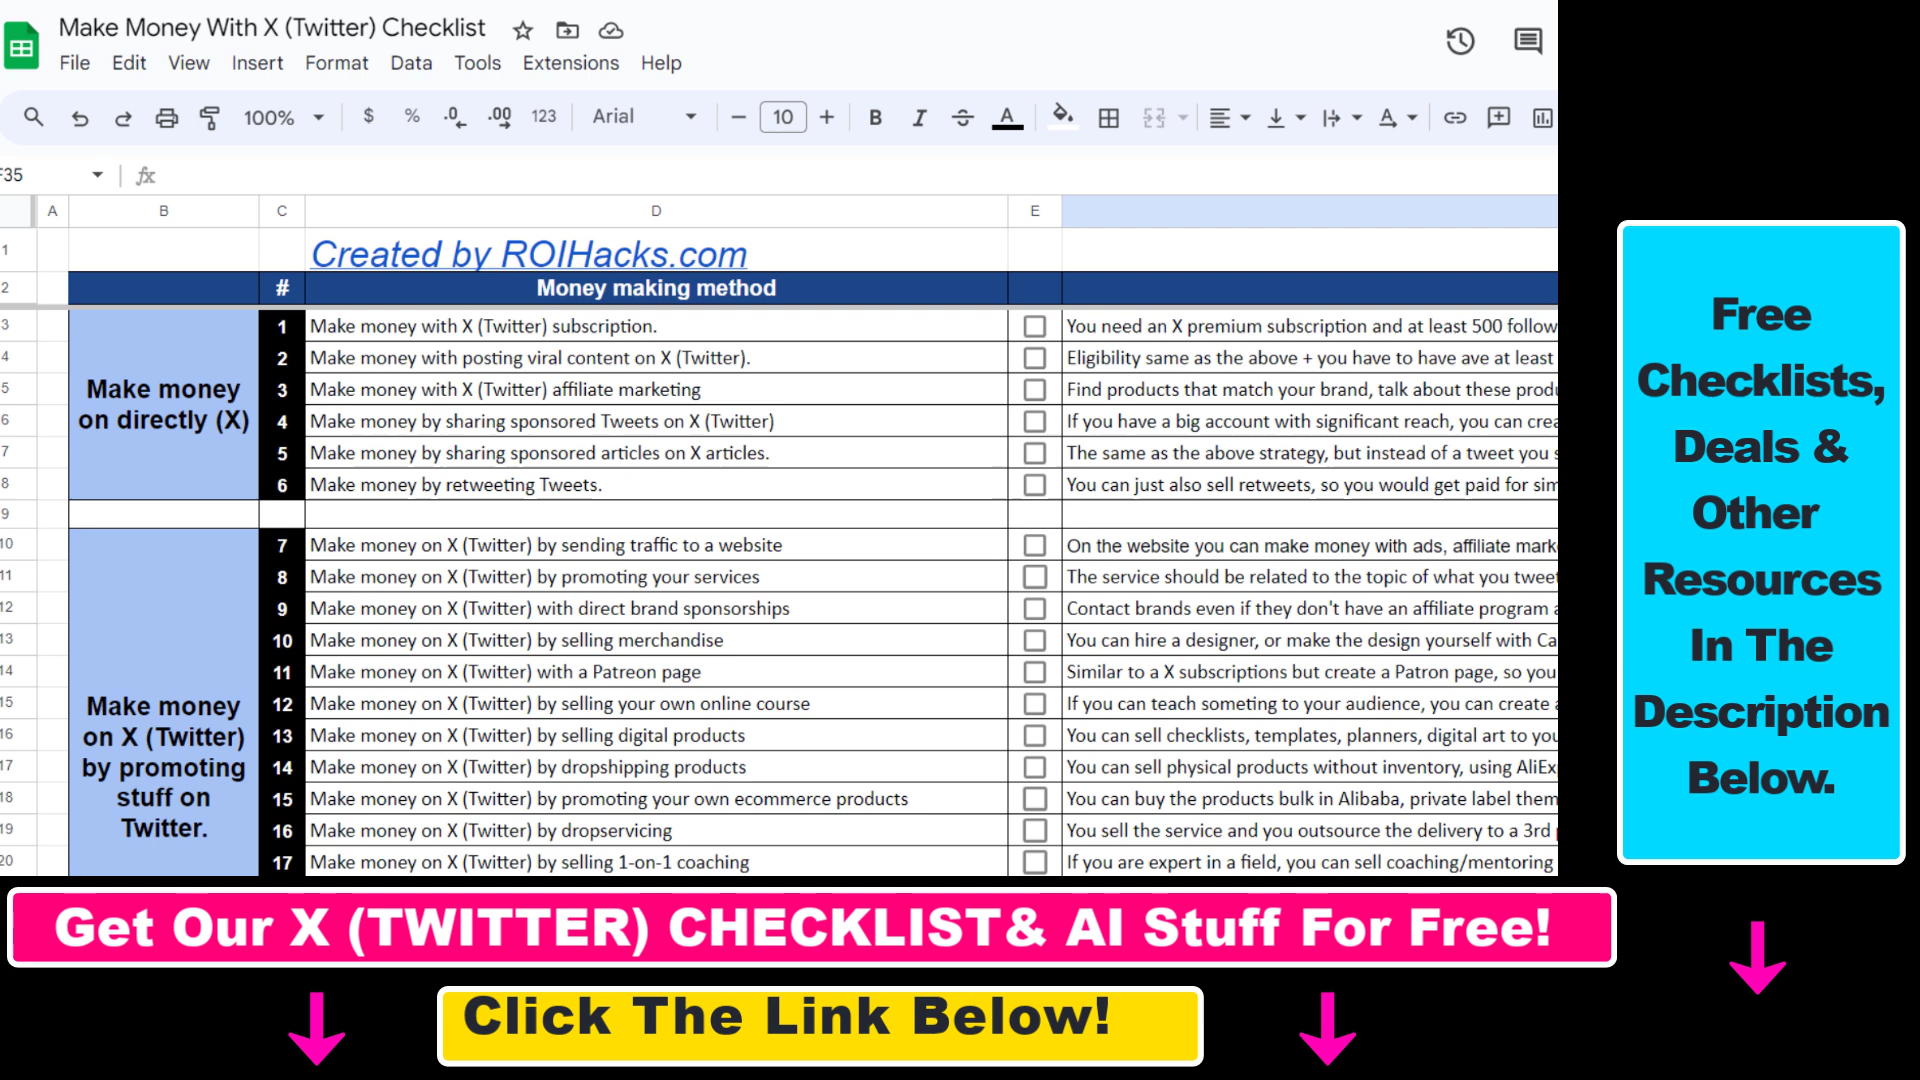 Make Money With X (Twitter) Checklist
File Edit View Insert Format Data Tools Extensions Help
100% $ % .0 .00 123 Arial 10 B I A A
F35 fx
A B C D E
1 Created by ROIHacks.com
2 # Money making method
3 1 Make money with X (Twitter) subscription. You need an X premium subscription and at least 500 follow
4 2 Make money with posting viral content on X (Twitter). Eligibility same as the above + you have to have ave at least
5 3 Make money with X (Twitter) affiliate marketing Find products that match your brand, talk about these produ
6 4 Make money by sharing sponsored Tweets on X (Twitter) If you have a big account with significant reach, you can crea
7 5 Make money by sharing sponsored articles on X articles. The same as the above strategy, but instead of a tweet you s
8 6 Make money by retweeting Tweets. You can just also sell retweets, so you would get paid for sim
Make money
on directly (X)
9
10 7 Make money on X (Twitter) by sending traffic to a website On the website you can make money with ads, affiliate mark
11 8 Make money on X (Twitter) by promoting your services The service should be related to the topic of what you tweet
12 9 Make money on X (Twitter) with direct brand sponsorships Contact brands even if they don't have an affiliate program a
13 10 Make money on X (Twitter) by selling merchandise You can hire a designer, or make the design yourself with Ca
14 11 Make money on X (Twitter) with a Patreon page Similar to a X subscriptions but create a Patron page, so you
15 12 Make money on X (Twitter) by selling your own online course If you can teach someting to your audience, you can create a
16 13 Make money on X (Twitter) by selling digital products You can sell checklists, templates, planners, digital art to you
17 14 Make money on X (Twitter) by dropshipping products You can sell physical products without inventory, using AliEx
18 15 Make money on X (Twitter) by promoting your own ecommerce products You can buy the products bulk in Alibaba, private label them
19 16 Make money on X (Twitter) by dropservicing You sell the service and you outsource the delivery to a 3rd
20 17 Make money on X (Twitter) by selling 1-on-1 coaching If you are expert in a field, you can sell coaching/mentoring
Make money
on X (Twitter)
by promoting
stuff on
Twitter.
Free
Checklists,
Deals &
Other
Resources
In The
Description
Below.
Get Our X (TWITTER) CHECKLIST& AI Stuff For Free!
Click The Link Below!